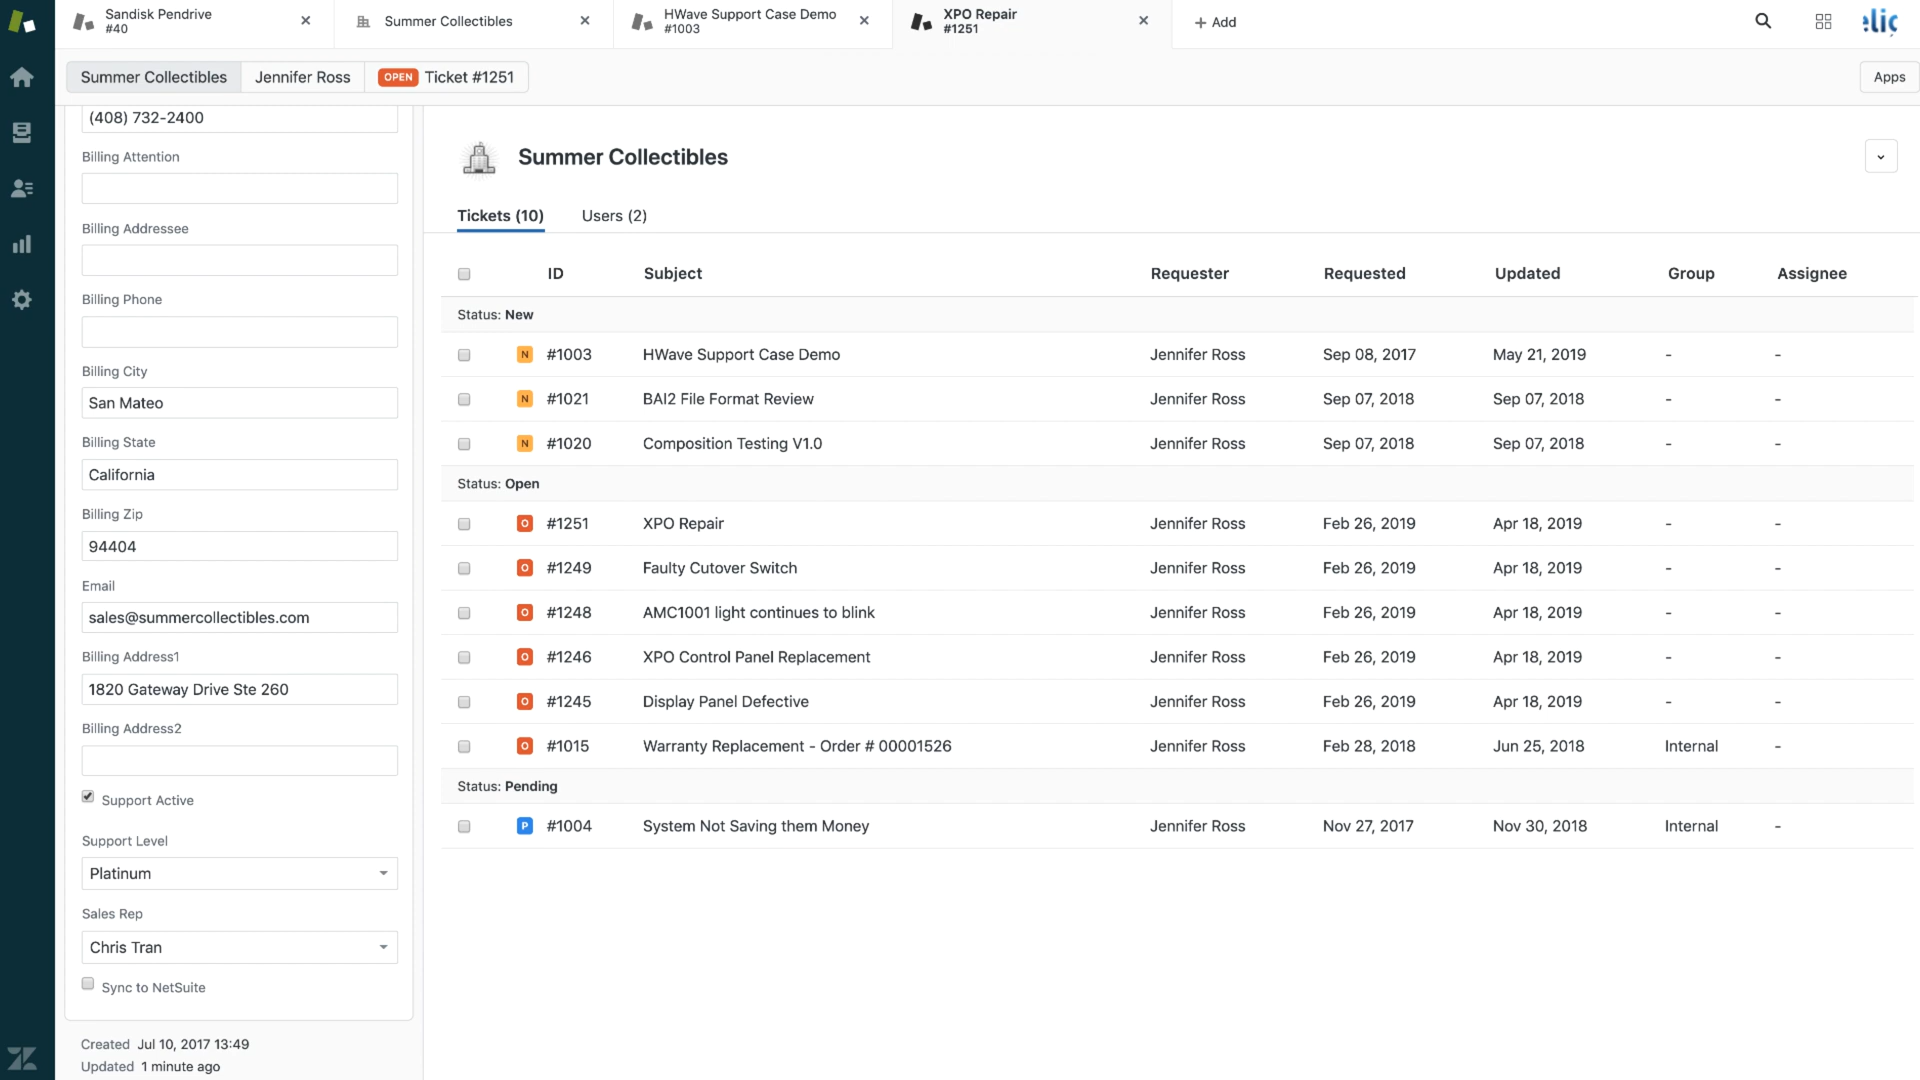 Sandisk Pendrive
#40
Summer Collectibles
HWave Support Case Demo
#1003
XPO Repair
#1251
+ Add
Summer Collectibles
Jennifer Ross
OPEN Ticket #1251
Apps
(408) 732-2400
Billing Attention
Billing Addressee
Billing Phone
Billing City
San Mateo
Billing State
California
Billing Zip
94404
Email
sales@summercollectibles.com
Billing Address1
1820 Gateway Drive Ste 260
Billing Address2
Support Active
Support Level
Platinum
Sales Rep
Chris Tran
Sync to NetSuite
Created Jul 10, 2017 13:49
Updated 1 minute ago
Summer Collectibles
Tickets (10) Users (2)
ID Subject Requester Requested Updated Group Assignee
Status: New
N #1003 HWave Support Case Demo Jennifer Ross Sep 08, 2017 May 21, 2019 - -
N #1021 BAI2 File Format Review Jennifer Ross Sep 07, 2018 Sep 07, 2018 - -
N #1020 Composition Testing V1.0 Jennifer Ross Sep 07, 2018 Sep 07, 2018 - -
Status: Open
O #1251 XPO Repair Jennifer Ross Feb 26, 2019 Apr 18, 2019 - -
O #1249 Faulty Cutover Switch Jennifer Ross Feb 26, 2019 Apr 18, 2019 - -
O #1248 AMC1001 light continues to blink Jennifer Ross Feb 26, 2019 Apr 18, 2019 - -
O #1246 XPO Control Panel Replacement Jennifer Ross Feb 26, 2019 Apr 18, 2019 - -
O #1245 Display Panel Defective Jennifer Ross Feb 26, 2019 Apr 18, 2019 - -
O #1015 Warranty Replacement - Order # 00001526 Jennifer Ross Feb 28, 2018 Jun 25, 2018 Internal -
Status: Pending
P #1004 System Not Saving them Money Jennifer Ross Nov 27, 2017 Nov 30, 2018 Internal -